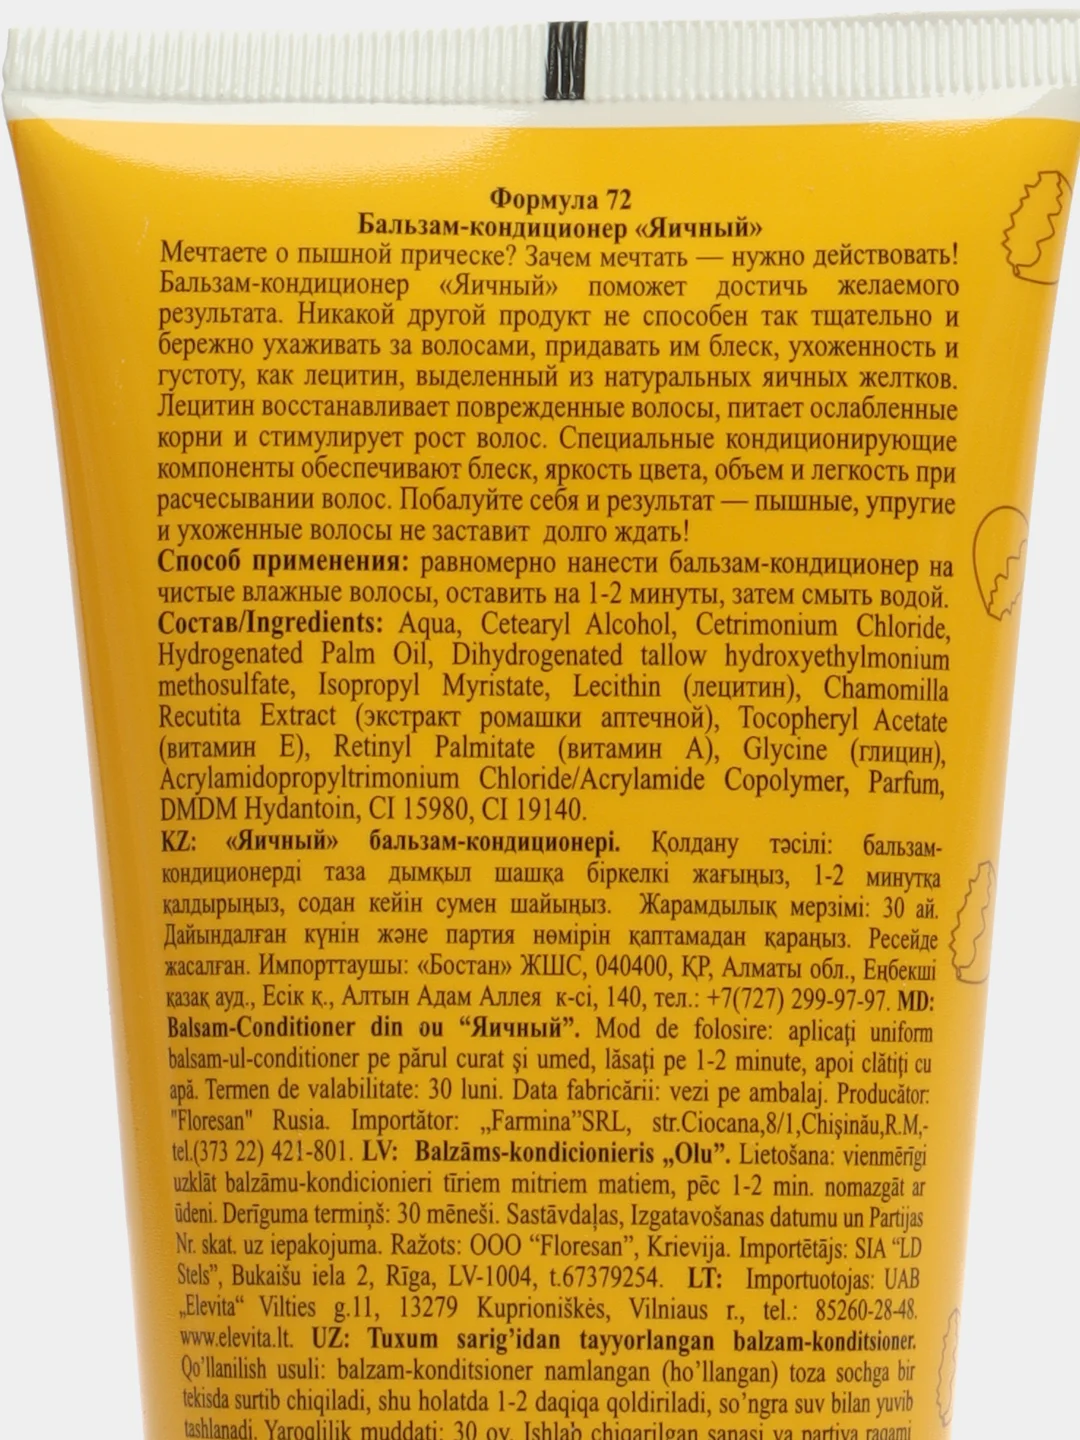 Формула 72
Бальзам-кондиционер «Яичный»
Мечтаете о пышной прическе? Зачем мечтать — нужно действовать!
Бальзам-кондиционер «Яичный» поможет достичь желаемого
результата. Никакой другой продукт не способен так тщательно и
бережно ухаживать за волосами, придавать им блеск, ухоженность и
густоту, как лецитин, выделенный из натуральных яичных желтков.
Лецитин восстанавливает поврежденные волосы, питает ослабленные
корни и стимулирует рост волос. Специальные кондиционирующие
компоненты обеспечивают блеск, яркость цвета, объем и легкость при
расчесывании волос. Побалуйте себя и результат — пышные, упругие
и ухоженные волосы не заставит долго ждать!
Способ применения: равномерно нанести бальзам-кондиционер на
чистые влажные волосы, оставить на 1-2 минуты, затем смыть водой.
Состав/Ingredients: Aqua, Cetearyl Alcohol, Cetrimonium Chloride,
Hydrogenated Palm Oil, Dihydrogenated tallow hydroxyethylmonium
methosulfate, Isopropyl Myristate, Lecithin (лецитин), Chamomilla
Recutita Extract (экстракт ромашки аптечной), Tocopheryl Acetate
(витамин Е), Retinyl Palmitate (витамин А), Glycine (глицин),
Acrylamidopropyltrimonium Chloride/Acrylamide Copolymer, Parfum,
DMDM Hydantoin, CI 15980, CI 19140.
KZ: «Яичный» бальзам-кондиционері. Қолдану тәсілі: бальзам-
кондиционерді таза дымқыл шашқа біркелкі жағыңыз, 1-2 минутқа
қалдырыңыз, содан кейін сумен шайыңыз. Жарамдылық мерзімі: 30 ай.
Дайындалған күнін және партия нөмірін қаптамадан қараңыз. Ресейде
жасалған. Импорттаушы: «Бостан» ЖШС, 040400, ҚР, Алматы обл., Еңбекші
қазақ ауд., Есік қ., Алтын Адам Аллея к-сі, 140, тел.: +7(727) 299-97-97. MD:
Balsam-Conditioner din ou “Яичный”. Mod de folosire: aplicaţi uniform
balsam-ul-conditioner pe părul curat şi umed, lăsaţi pe 1-2 minute, apoi clătiţi cu
apă. Termen de valabilitate: 30 luni. Data fabricării: vezi pe ambalaj. Producător:
"Floresan" Rusia. Importător: „Farmina”SRL, str.Ciocana,8/1,Chişinău,R.M,-
tel.(373 22) 421-801. LV: Balzāms-kondicionieris „Olu”. Lietošana: vienmērīgi
uzklāt balzāmu-kondicionieri tīriem mitriem matiem, pēc 1-2 min. nomazgāt ar
ūdeni. Derīguma termiņš: 30 mēneši. Sastāvdaļas, Izgatavošanas datumu un Partijas
Nr. skat. uz iepakojuma. Ražots: OOO “Floresan”, Krievija. Importētājs: SIA “LD
Stels”, Bukaišu iela 2, Rīga, LV-1004, t.67379254. LT: Importuotojas: UAB
„Elevita“ Vilties g.11, 13279 Kuprioniškės, Vilniaus r., tel.: 85260-28-48.
www.elevita.lt. UZ: Tuxum sarig’idan tayyorlangan balzam-konditsioner.
Qo’llanilish usuli: balzam-konditsioner namlangan (ho’llangan) toza sochga bir
tekisda surtib chiqiladi, shu holatda 1-2 daqiqa qoldiriladi, so’ngra suv bilan yuvib
tashlanadi. Yaroqlilik muddati: 30 oy. Ishlab chiqarilgan sanasi va partiya raqami